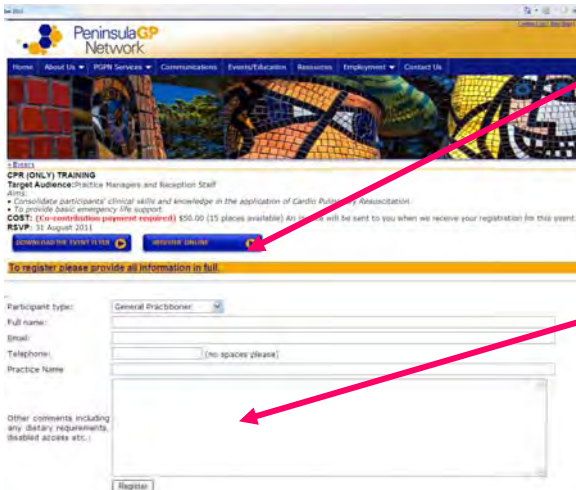 PeninsulaGP
Network
Home About Us PGPN Services Communications Events/Education Resources Employment Contact Us
< Events
CPR (ONLY) TRAINING
Target Audience:Practice Managers and Reception Staff
Aims:
• Consolidate participants' clinical skills and knowledge in the application of Cardio Pulmonary Resuscitation.
• To provide basic emergency life support.
COST: (Co-contribution payment required) $50.00 (15 places available) An invoice will be sent to you when we receive your registration for this event.
RSVP: 31 August 2011
DOWNLOAD THE EVENT FLYER REGISTER ONLINE
To register please provide all information in full.
Participant type: General Practitioner
Full name:
Email:
Telephone: (no spaces please)
Practice Name
Other comments including
any dietary requirements,
disabled access etc.:
Register